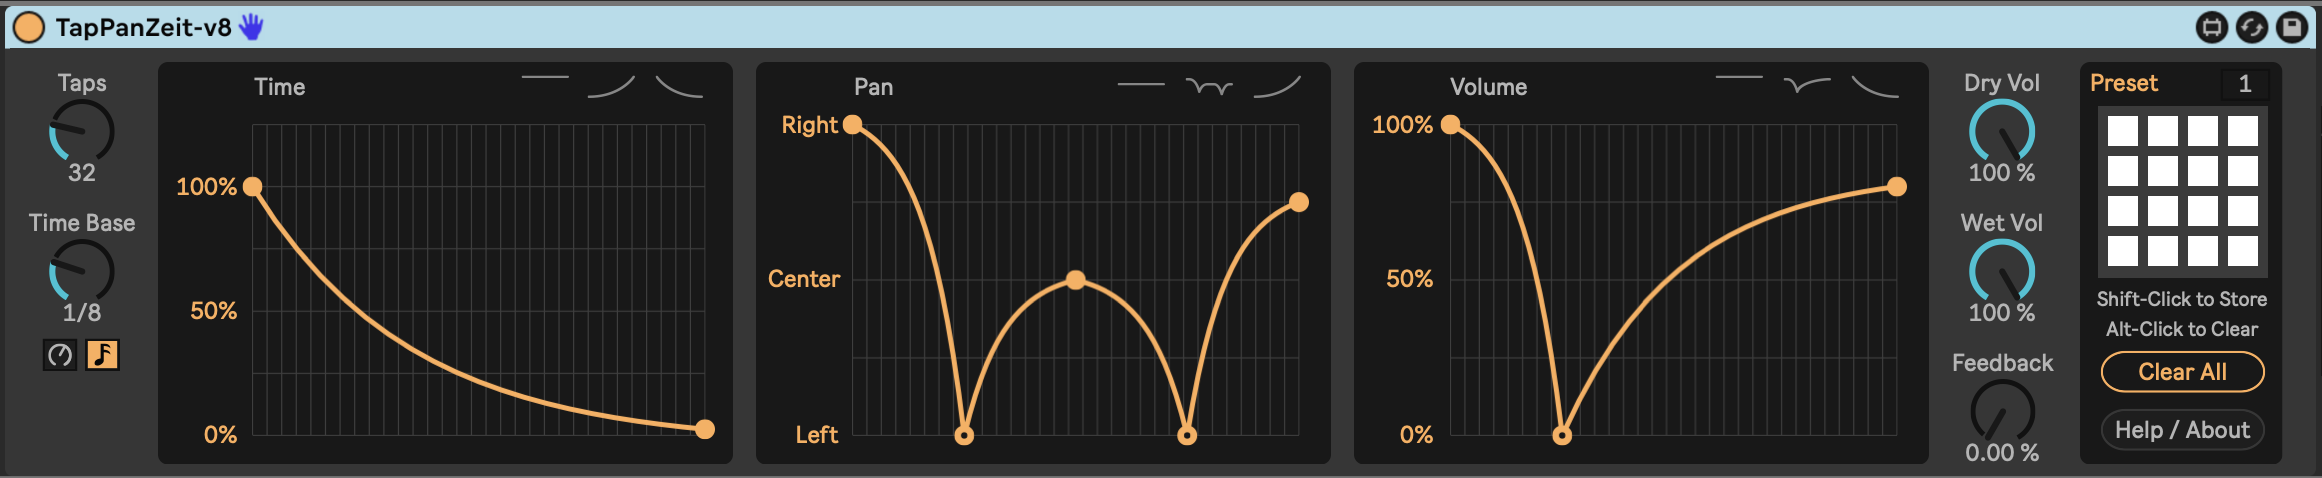 TapPanZeit-v8
Taps
32
Time Base
1/8
Time
100%
50%
0%
Pan
Right
Center
Left
Volume
100%
50%
0%
Dry Vol
100 %
Wet Vol
100 %
Feedback
0.00 %
Preset 1
Shift-Click to Store
Alt-Click to Clear
Clear All
Help / About